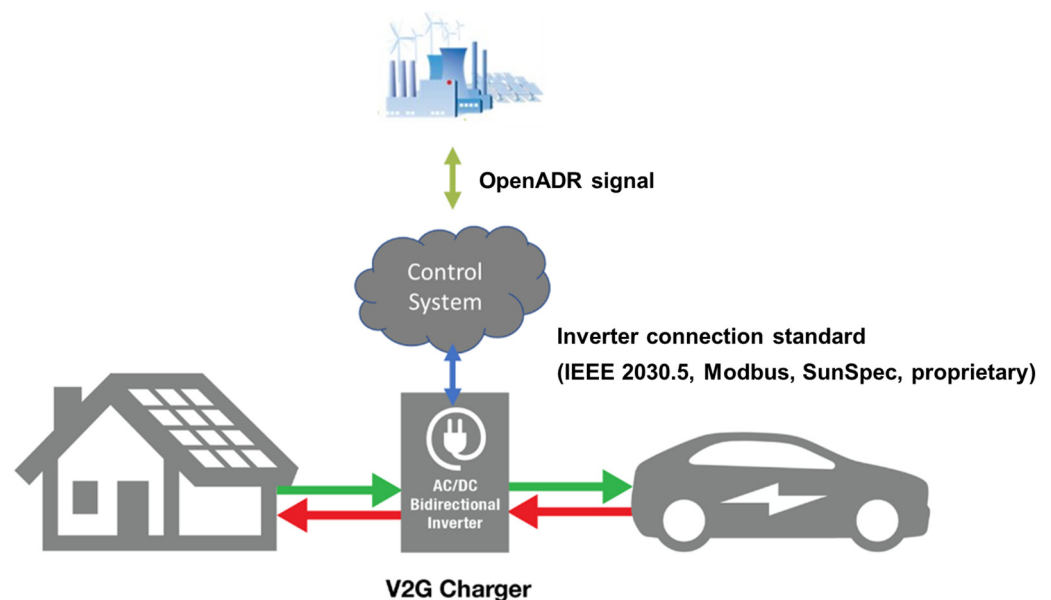 OpenADR signal
Control
System
Inverter connection standard
(IEEE 2030.5, Modbus, SunSpec, proprietary)
AC/DC
Bidirectional
Inverter
V2G Charger